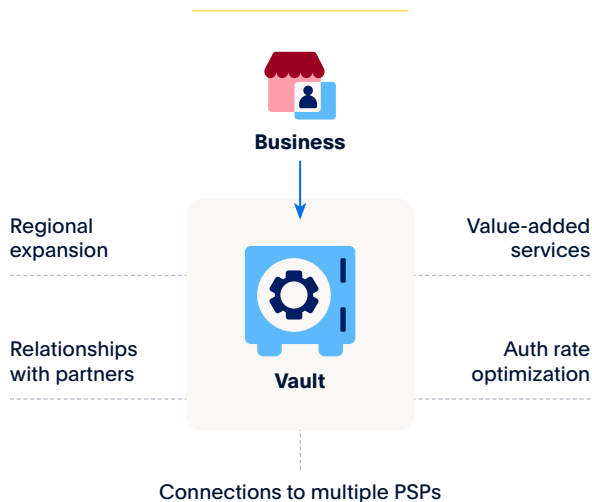 Business
Regional
expansion
Value-added
services
Relationships
with partners
Auth rate
optimization
Vault
Connections to multiple PSPs